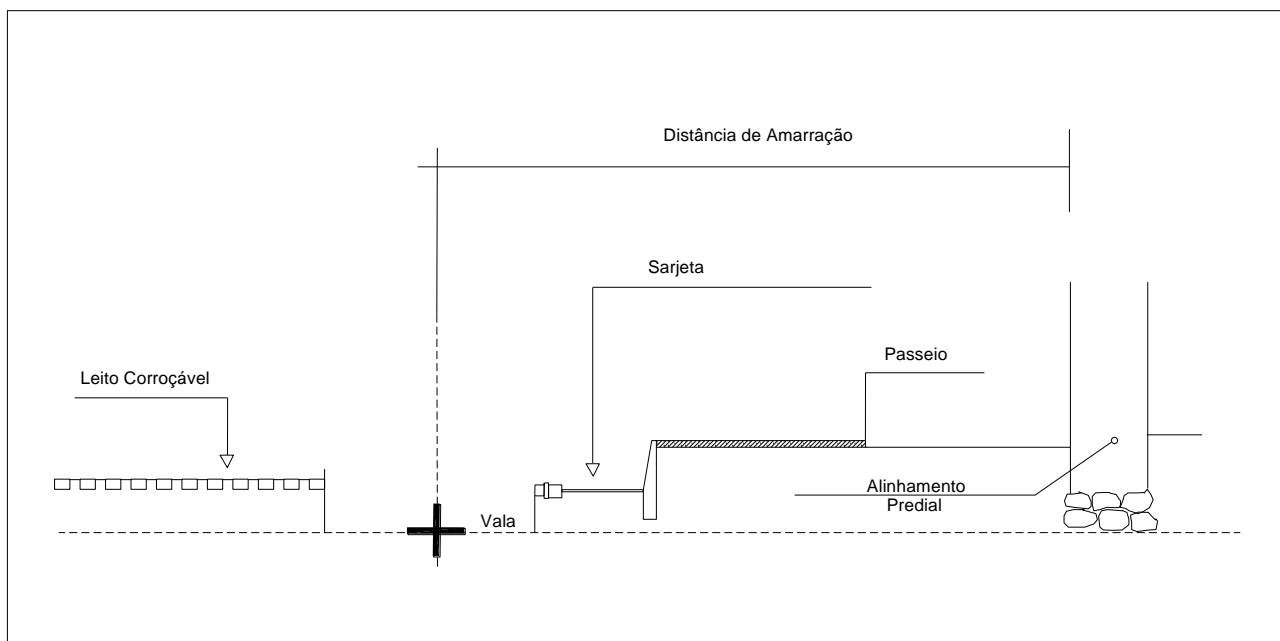 Distância de Amarração
Sarjeta
Passeio
Leito Corroçável
Alinhamento
Predial
Vala